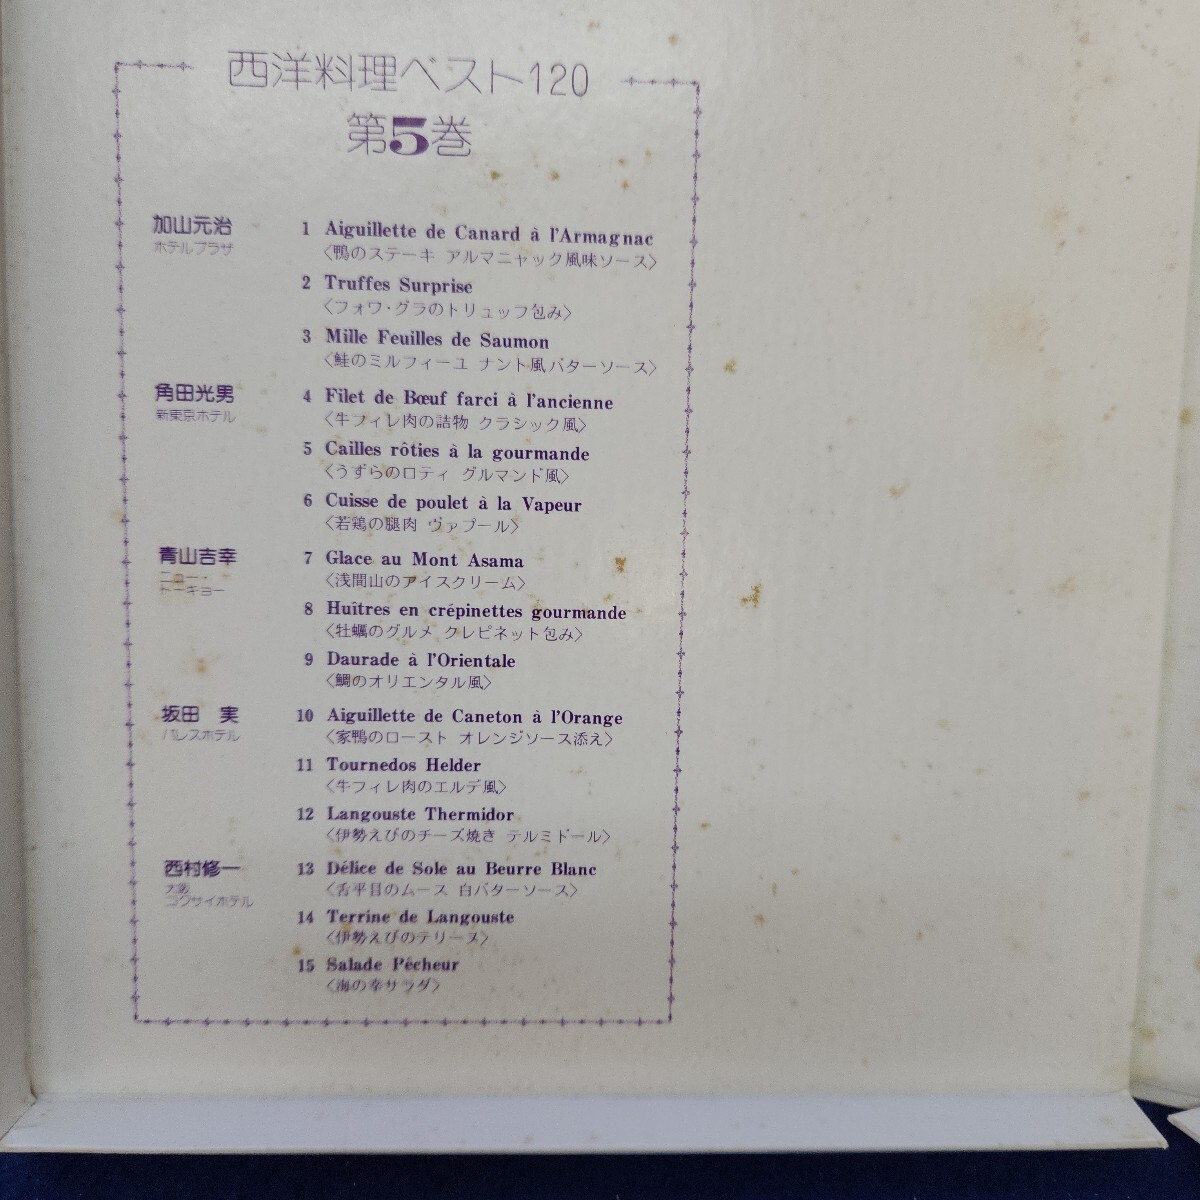 西洋料理ベスト120
第5巻
加山元治
ホテルプラザ
1 Aiguillette de Canard à l'Armagnac
〈鴨のステーキ アルマニャック風味ソース〉
2 Truffes Surprise
〈フォワ・グラのトリュッフ包み〉
3 Mille Feuilles de Saumon
〈鮭のミルフィーユ ナント風バターソース〉
角田光男
新東京ホテル
4 Filet de Bœuf farci à l'ancienne
〈牛フィレ肉の詰物 クラシック風〉
5 Cailles rôties à la gourmande
〈うずらのロティ グルマンド風〉
6 Cuisse de poulet à la Vapeur
〈若鶏の腿肉 ヴァプール〉
青山吉幸
ニュー・
トーキョー
7 Glace au Mont Asama
〈浅間山のアイスクリーム〉
8 Huîtres en crépinettes gourmande
〈牡蠣のグルメ クレピネット包み〉
9 Daurade à l'Orientale
〈鯛のオリエンタル風〉
坂田 実
パレスホテル
10 Aiguillette de Caneton à l'Orange
〈家鴨のロースト オレンジソース添え〉
11 Tournedos Helder
〈牛フィレ肉のエルデ風〉
12 Langouste Thermidor
〈伊勢えびのチーズ焼き テルミドール〉
西村修一
大阪
コクサイホテル
13 Délice de Sole au Beurre Blanc
〈舌平目のムース 白バターソース〉
14 Terrine de Langouste
〈伊勢えびのテリーヌ〉
15 Salade Pêcheur
〈海の幸サラダ〉